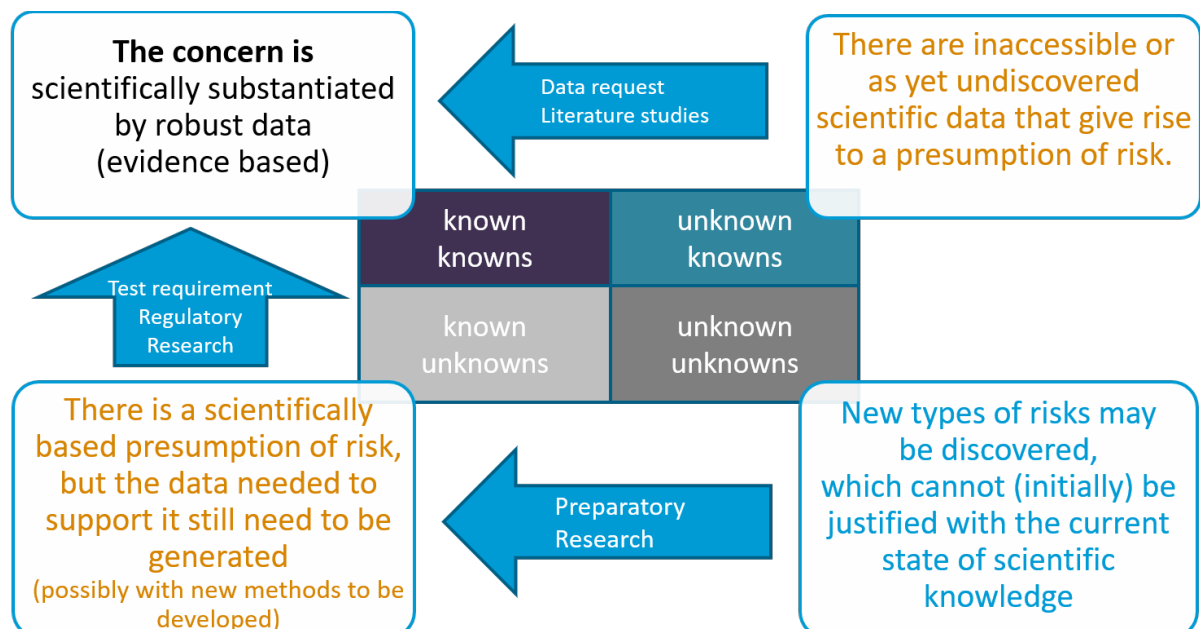 The concern is
scientifically substantiated
by robust data
(evidence based)
Data request
Literature studies
There are inaccessible or
as yet undiscovered
scientific data that give rise
to a presumption of risk.
known
knowns
unknown
knowns
known
unknowns
unknown
unknowns
Test requirement
Regulatory
Research
There is a scientifically
based presumption of risk,
but the data needed to
support it still need to be
generated
(possibly with new methods to be
developed)
Preparatory
Research
New types of risks may
be discovered,
which cannot (initially) be
justified with the current
state of scientific
knowledge